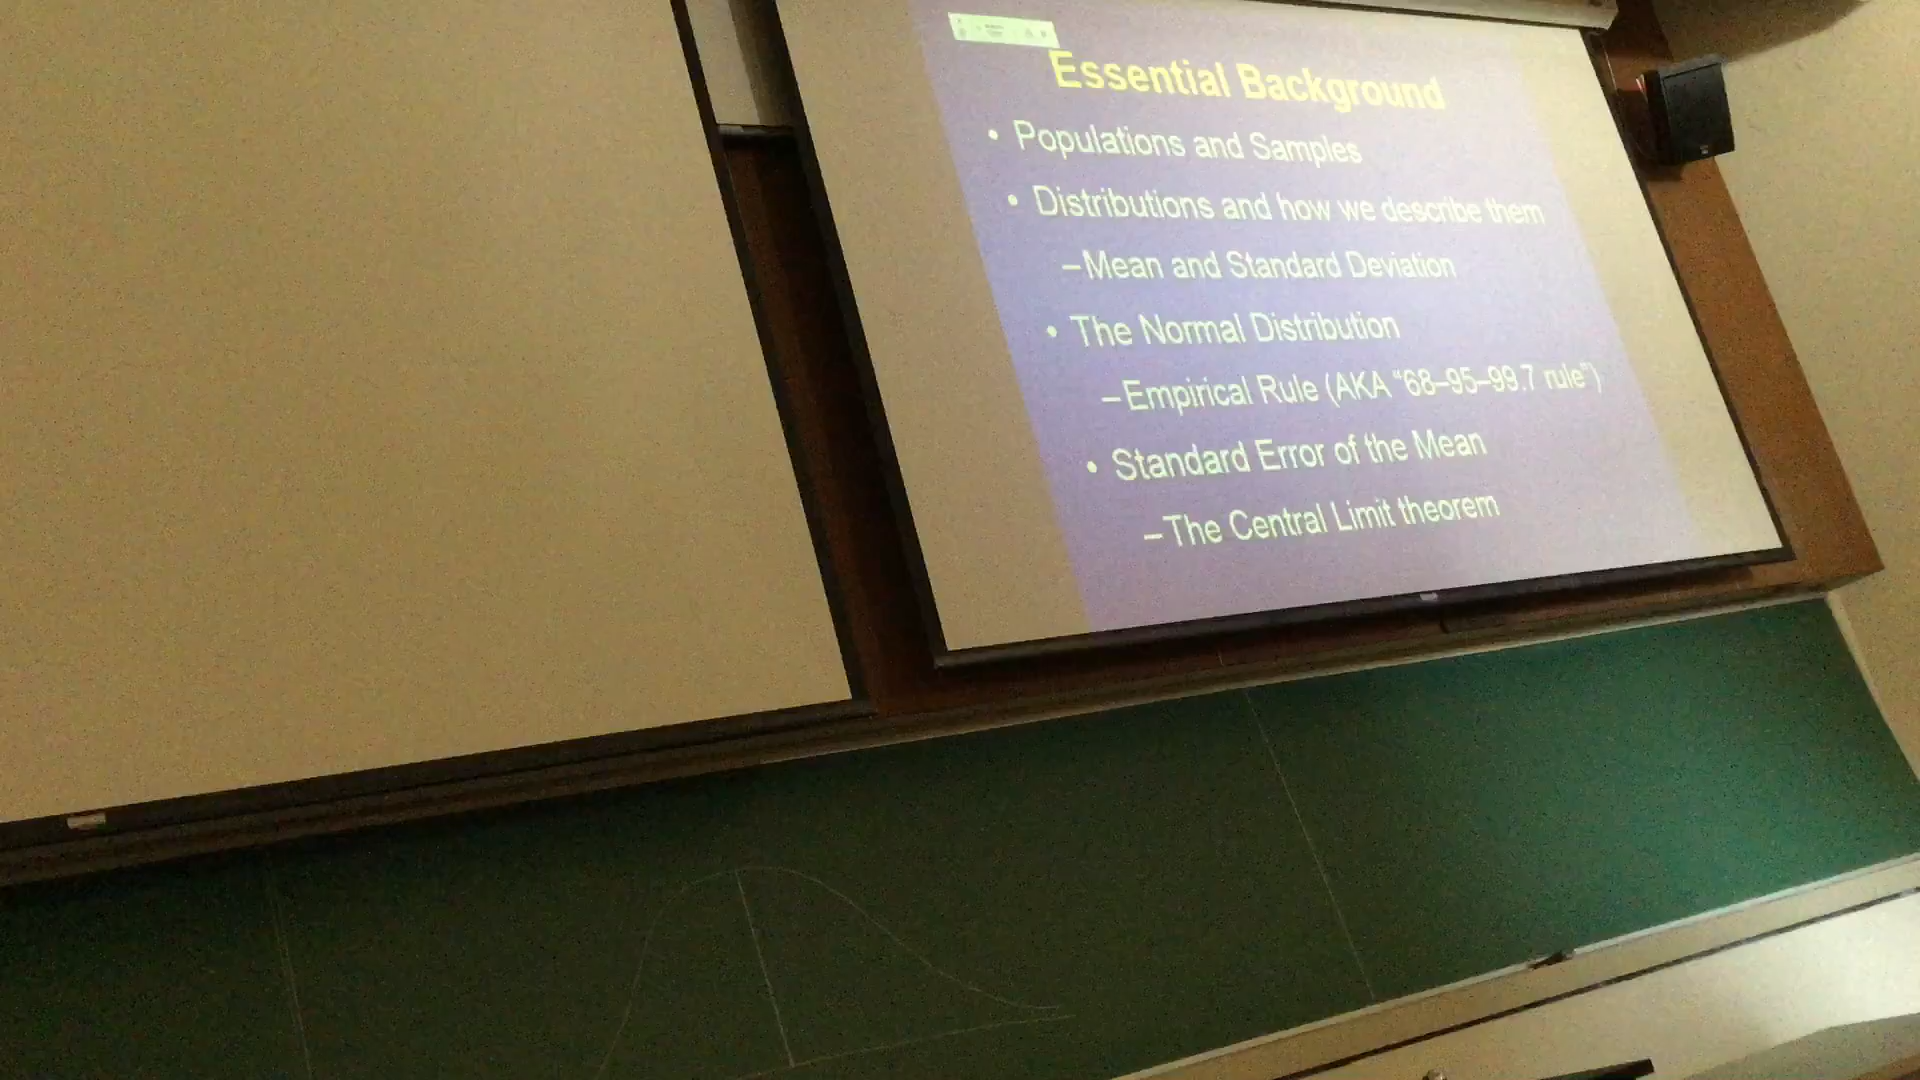 Essential Background
• Populations and Samples
• Distributions and how we describe them
–Mean and Standard Deviation
• The Normal Distribution
–Empirical Rule (AKA “68–95–99.7 rule”)
• Standard Error of the Mean
–The Central Limit theorem